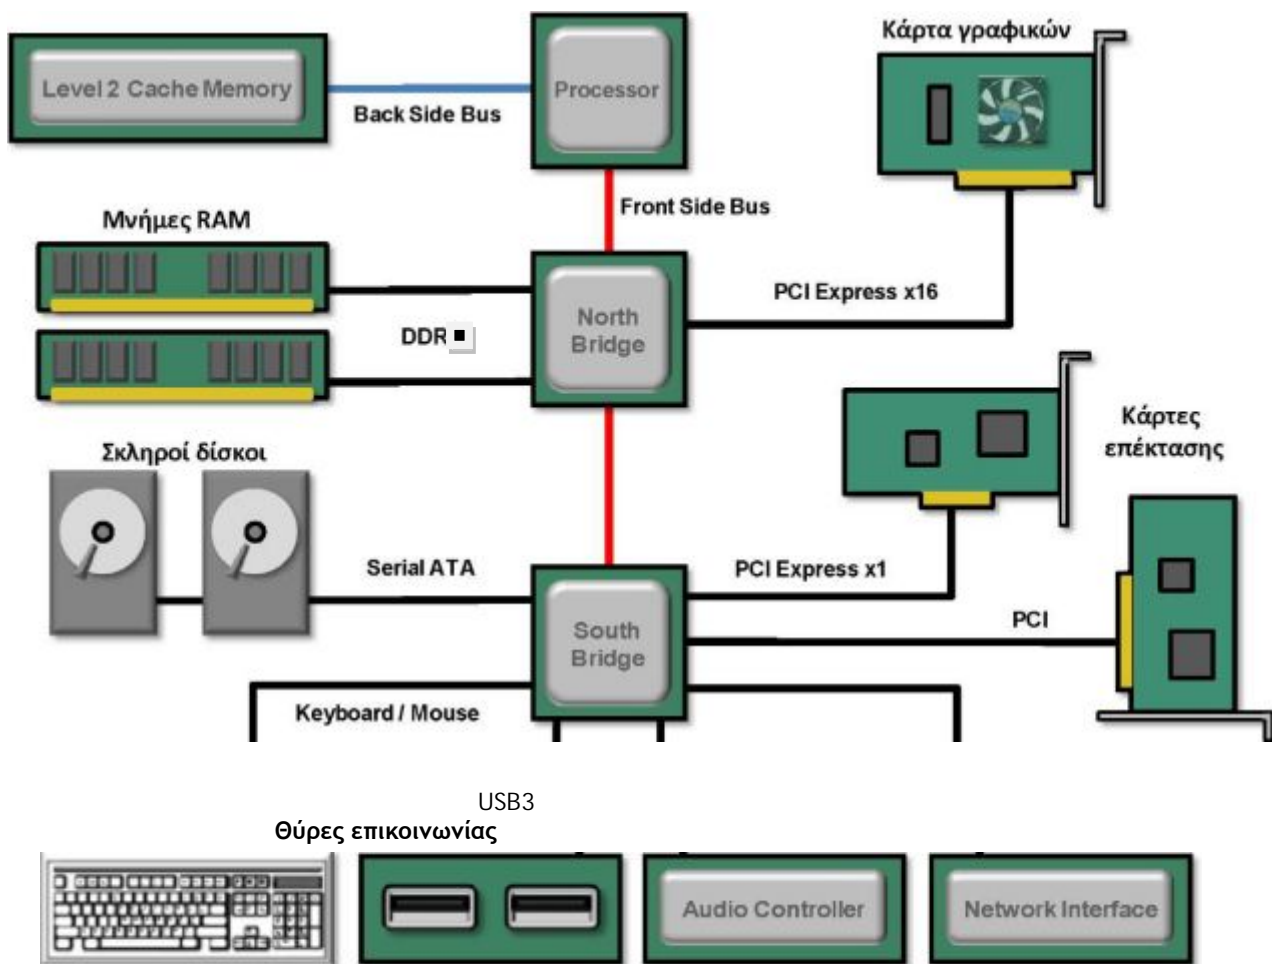 Κάρτα γραφικών
Level 2 Cache Memory
Processor
Back Side Bus
Front Side Bus
Μνήμες RAM
PCI Express x16
North
Bridge
DDR
Κάρτες
επέκτασης
Σκληροί δίσκοι
Serial ATA
PCI Express x1
PCI
South
Bridge
Keyboard / Mouse
USB3
Θύρες επικοινωνίας
Audio Controller
Network Interface